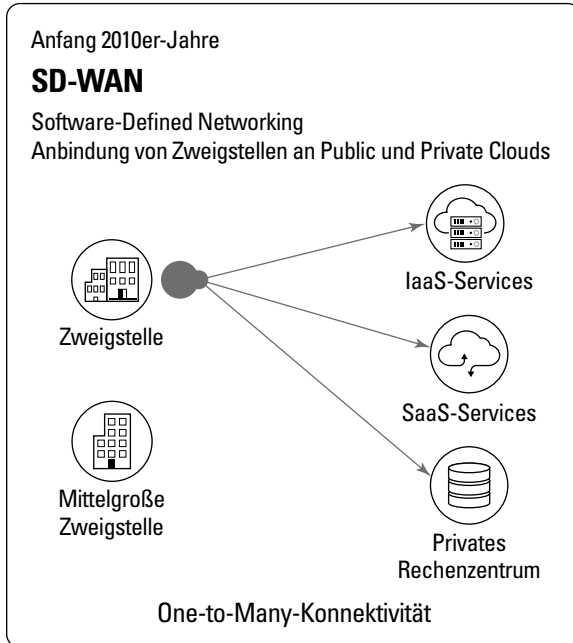 Anfang 2010er-Jahre
SD-WAN
Software-Defined Networking
Anbindung von Zweigstellen an Public und Private Clouds
IaaS-Services
Zweigstelle
SaaS-Services
Mittelgroße
Zweigstelle
Privates
Rechenzentrum
One-to-Many-Konnektivität